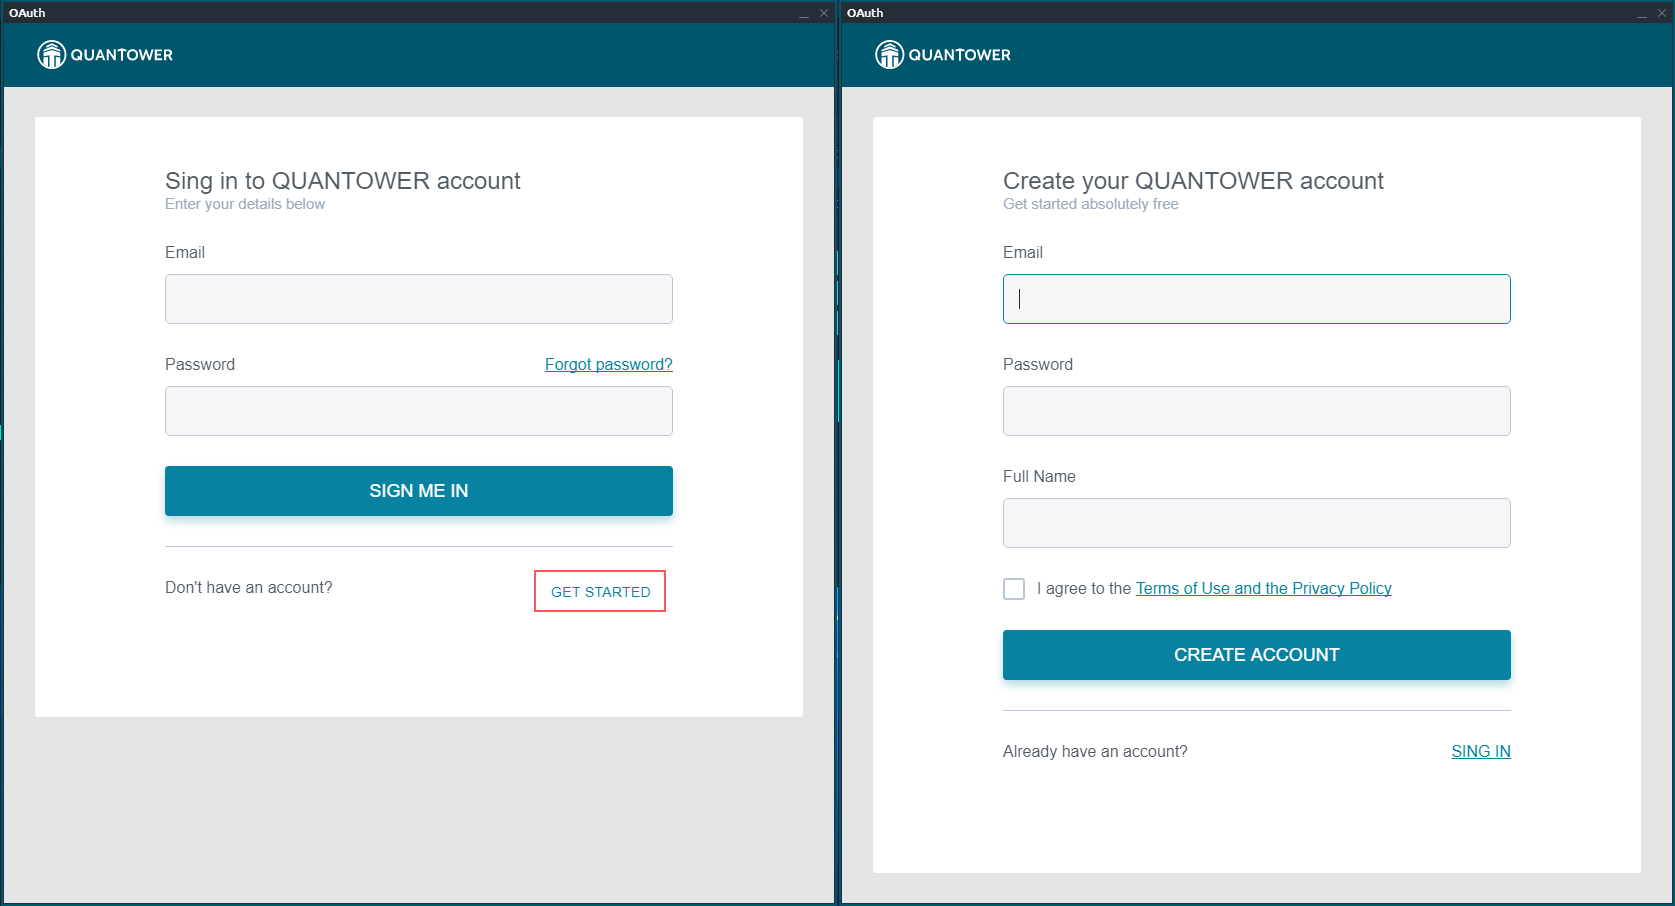 OAuth
QUANTOWER
Sing in to QUANTOWER account
Enter your details below
Email
Password Forgot password?
SIGN ME IN
Don't have an account? GET STARTED
OAuth
QUANTOWER
Create your QUANTOWER account
Get started absolutely free
Email
Password
Full Name
I agree to the Terms of Use and the Privacy Policy
CREATE ACCOUNT
Already have an account? SING IN